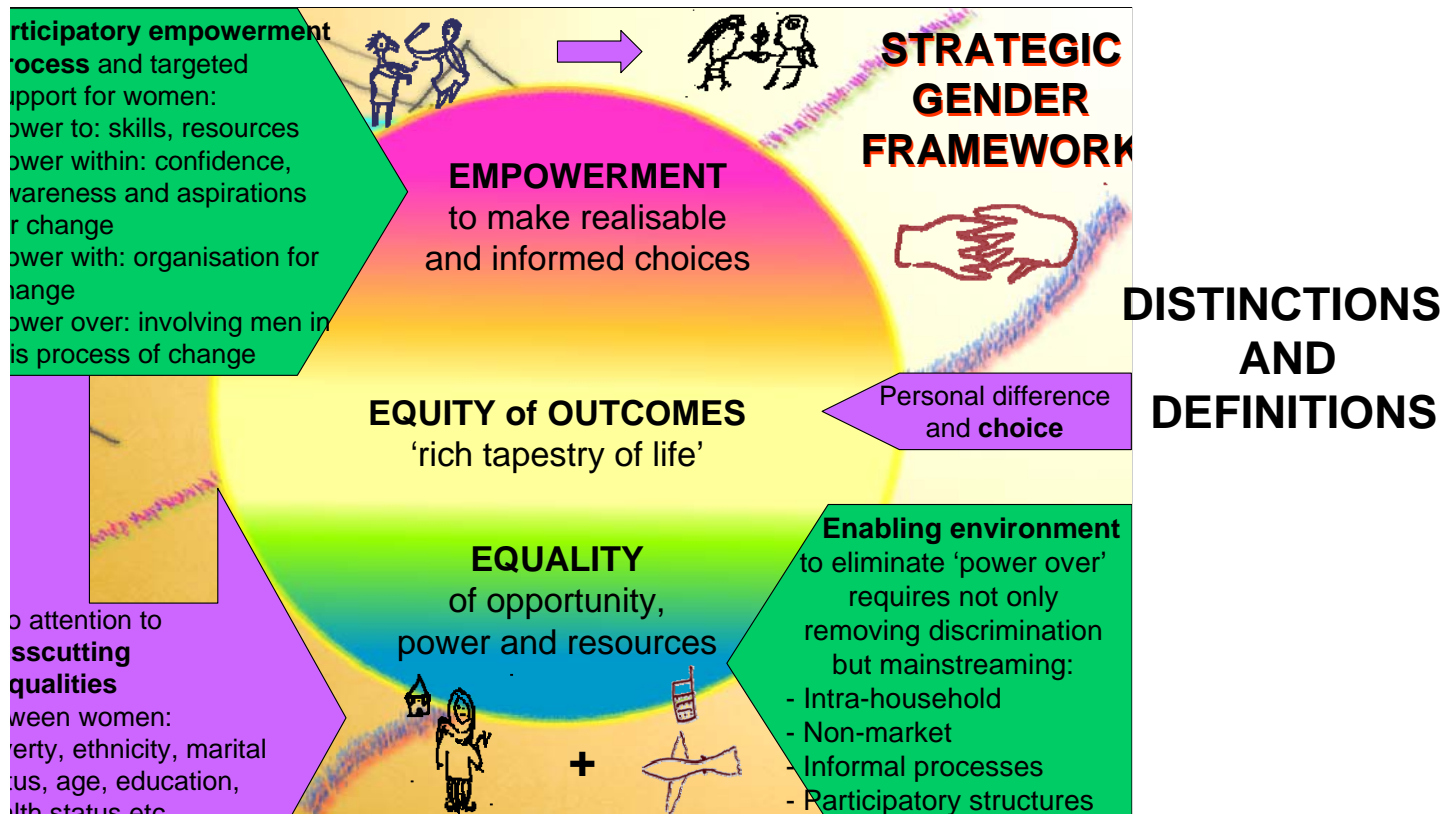 rticipatory empowerment
rocess and targeted
upport for women:
ower to: skills, resources
ower within: confidence,
wareness and aspirations
r change
ower with: organisation for
hange
ower over: involving men in
is process of change
STRATEGIC
GENDER
FRAMEWORK
EMPOWERMENT
to make realisable
and informed choices
EQUITY of OUTCOMES
‘rich tapestry of life’
Personal difference
and choice
EQUALITY
of opportunity,
power and resources
o attention to
sscutting
qualities
ween women:
verty, ethnicity, marital
tus, age, education,
alth status etc
+
Enabling environment
to eliminate ‘power over’
requires not only
removing discrimination
but mainstreaming:
- Intra-household
- Non-market
- Informal processes
- Participatory structures
DISTINCTIONS
AND
DEFINITIONS